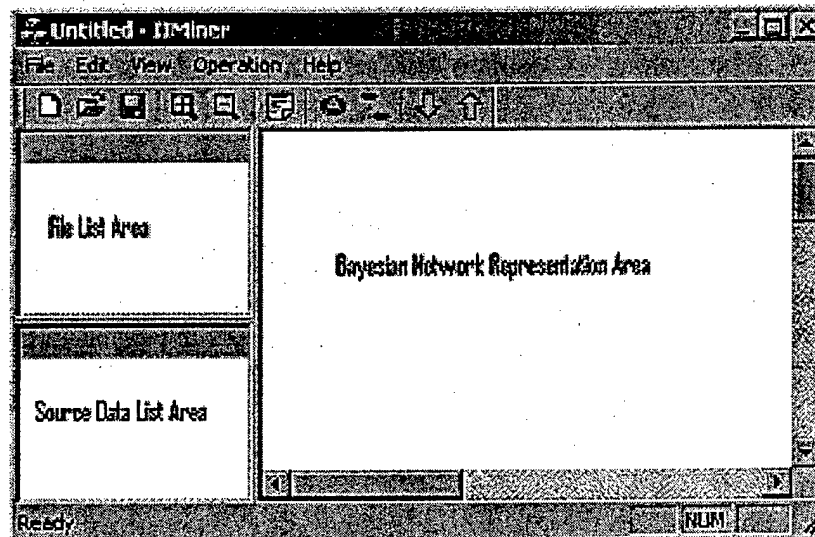 Untitled - IIMiner
File Edit View Operation Help
File List Area
Bayesian Network Representation Area
Source Data List Area
Ready
NUM